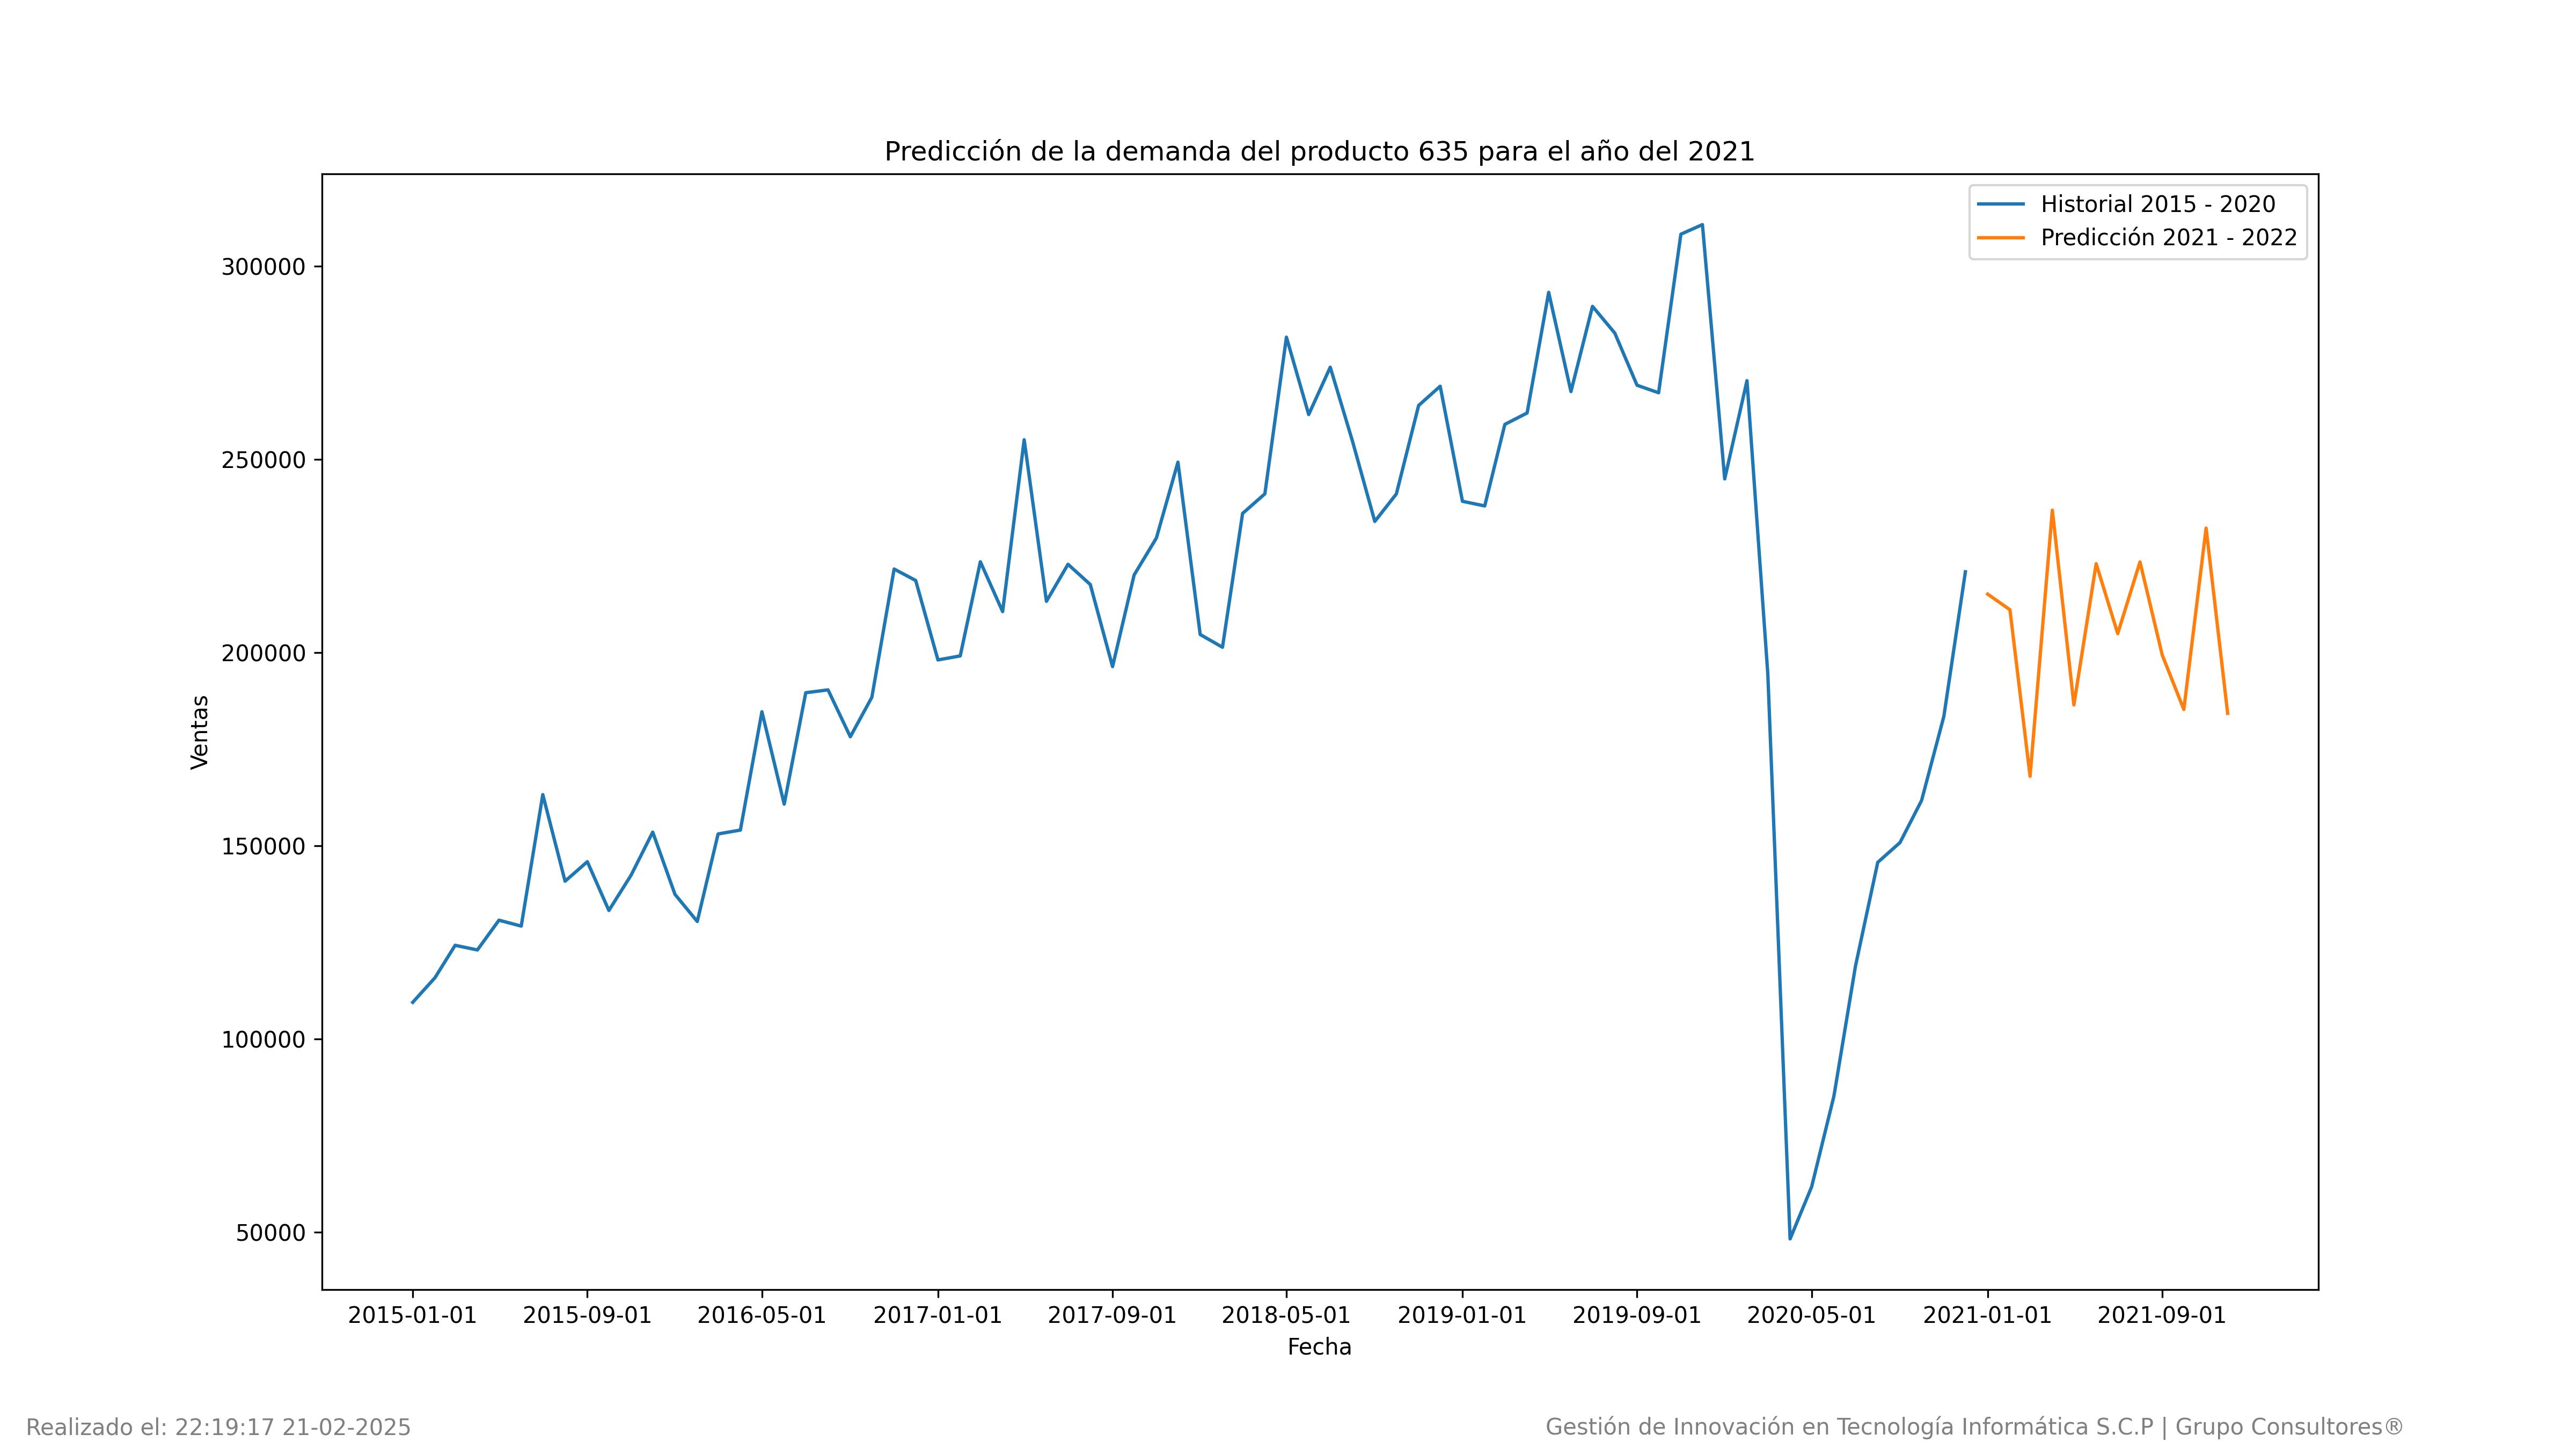 Predicción de la demanda del producto 635 para el año del 2021
Historial 2015 - 2020
Predicción 2021 - 2022
300000
250000
200000
150000
100000
50000
Ventas
2015-01-01 2015-09-01 2016-05-01 2017-01-01 2017-09-01 2018-05-01 2019-01-01 2019-09-01 2020-05-01 2021-01-01 2021-09-01
Fecha
Realizado el: 22:19:17 21-02-2025 Gestión de Innovación en Tecnología Informática S.C.P | Grupo Consultores®